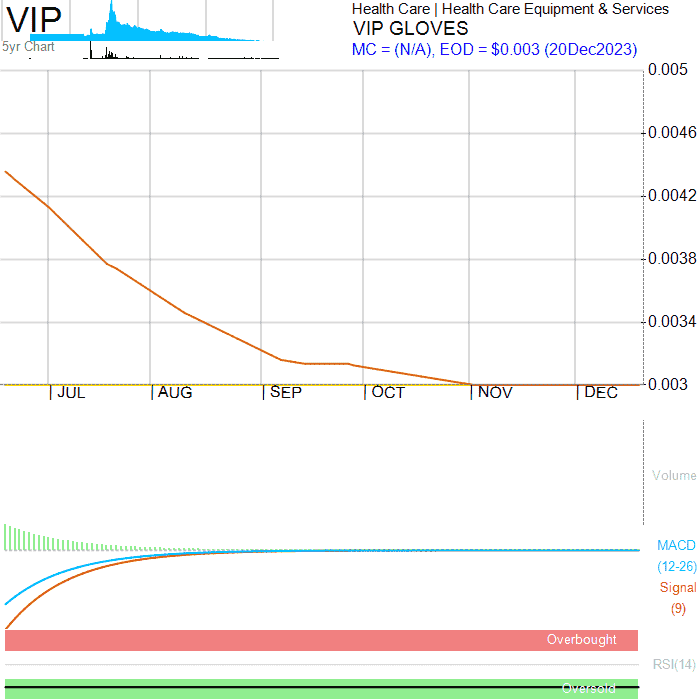 VIP
5yr Chart
Health Care | Health Care Equipment & Services
VIP GLOVES
MC = (N/A), EOD = $0.003 (20Dec2023)
0.005
0.0046
0.0042
0.0038
0.0034
0.003
JUL AUG SEP OCT NOV DEC
Volume
MACD
(12-26)
Signal
(9)
Overbought
RSI(14)
Oversold